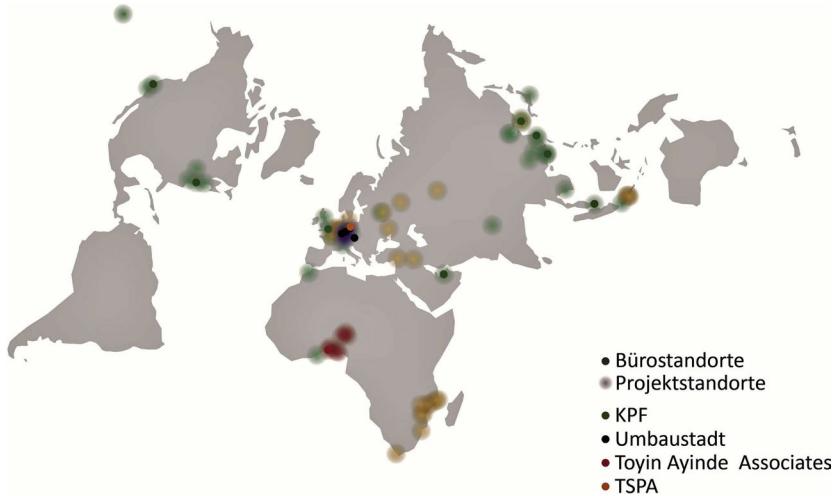 Bürostandorte
Projektstandorte
KPF
Umbaustadt
Toyin Ayinde Associates
TSPA